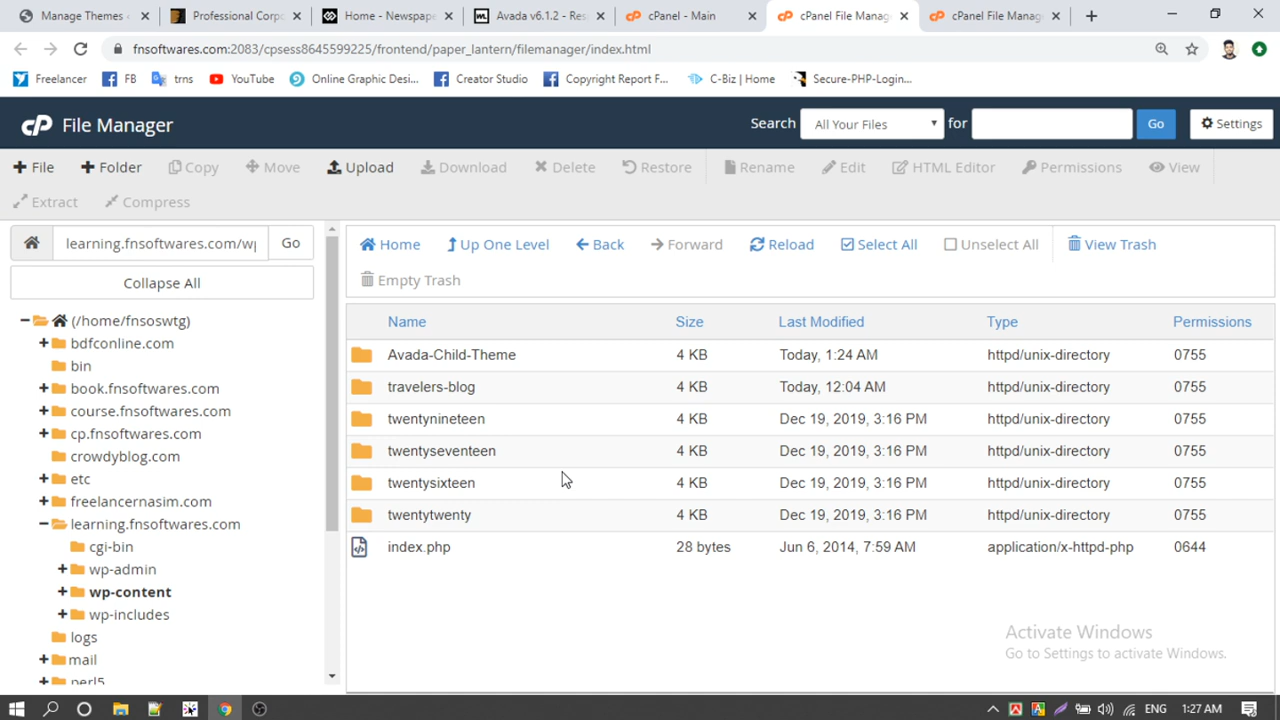 Manage Themes ‹
Professional Corpo
Home - Newspape
Avada v6.1.2 - Res
cPanel - Main
cPanel File Manag
cPanel File Manag
fnsoftwares.com:2083/cpsess8645599225/frontend/paper_lantern/filemanager/index.html
Freelancer
FB
trns
YouTube
Online Graphic Desi...
Creator Studio
Copyright Report F...
C-Biz | Home
Secure-PHP-Login...
cP File Manager
Search
All Your Files
for
Go
Settings
File
Folder
Copy
Move
Upload
Download
Delete
Restore
Rename
Edit
HTML Editor
Permissions
View
Extract
Compress
learning.fnsoftwares.com/wp
Go
Collapse All
(/home/fnsoswtg)
bdfconline.com
bin
book.fnsoftwares.com
course.fnsoftwares.com
cp.fnsoftwares.com
crowdyblog.com
etc
freelancernasim.com
learning.fnsoftwares.com
cgi-bin
wp-admin
wp-content
wp-includes
logs
mail
perl5
Home
Up One Level
Back
Forward
Reload
Select All
Unselect All
View Trash
Empty Trash
Name Size Last Modified Type Permissions
Avada-Child-Theme 4 KB Today, 1:24 AM httpd/unix-directory 0755
travelers-blog 4 KB Today, 12:04 AM httpd/unix-directory 0755
twentynineteen 4 KB Dec 19, 2019, 3:16 PM httpd/unix-directory 0755
twentyseventeen 4 KB Dec 19, 2019, 3:16 PM httpd/unix-directory 0755
twentysixteen 4 KB Dec 19, 2019, 3:16 PM httpd/unix-directory 0755
twentytwenty 4 KB Dec 19, 2019, 3:16 PM httpd/unix-directory 0755
index.php 28 bytes Jun 6, 2014, 7:59 AM application/x-httpd-php 0644
Activate Windows
Go to Settings to activate Windows.
ENG
1:27 AM